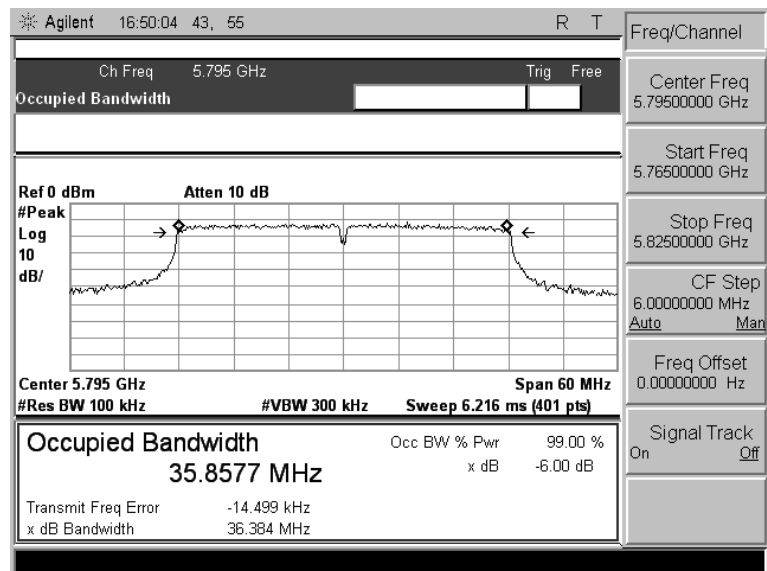 Agilent 16:50:04 43, 55 R T
Ch Freq 5.795 GHz Trig Free
Occupied Bandwidth
Ref 0 dBm Atten 10 dB
#Peak
Log
10
dB/
Center 5.795 GHz Span 60 MHz
#Res BW 100 kHz #VBW 300 kHz Sweep 6.216 ms (401 pts)
Occupied Bandwidth
35.8577 MHz
Occ BW % Pwr 99.00 %
x dB -6.00 dB
Transmit Freq Error -14.499 kHz
x dB Bandwidth 36.384 MHz
Freq/Channel
Center Freq
5.79500000 GHz
Start Freq
5.76500000 GHz
Stop Freq
5.82500000 GHz
CF Step
6.00000000 MHz
Auto Man
Freq Offset
0.00000000 Hz
Signal Track
On Off